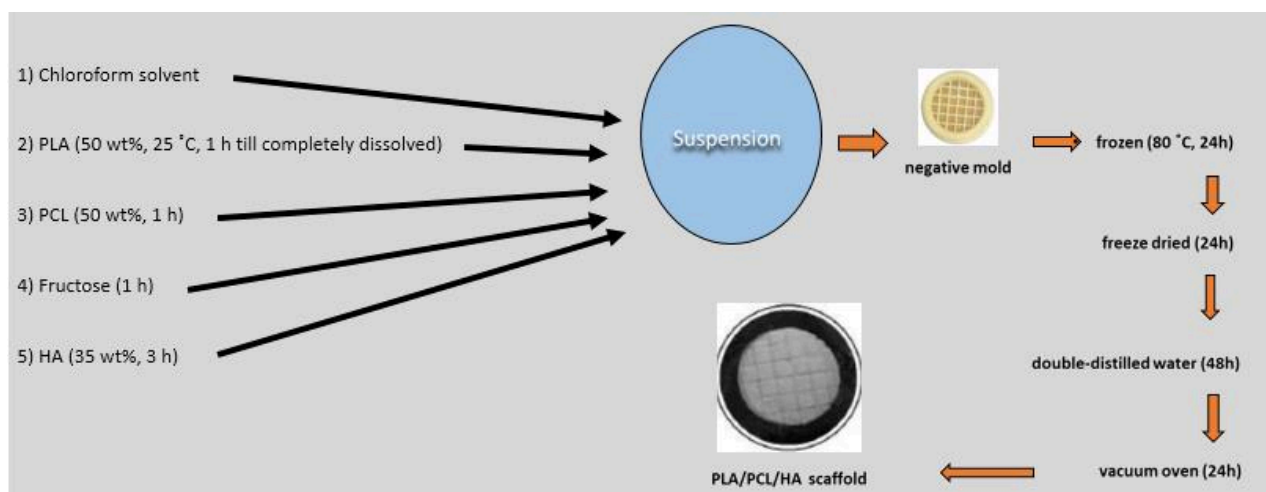 1) Chloroform solvent
2) PLA (50 wt%, 25 ˚C, 1 h till completely dissolved)
3) PCL (50 wt%, 1 h)
4) Fructose (1 h)
5) HA (35 wt%, 3 h)
Suspension
negative mold
frozen (80 ˚C, 24h)
freeze dried (24h)
double-distilled water (48h)
vacuum oven (24h)
PLA/PCL/HA scaffold